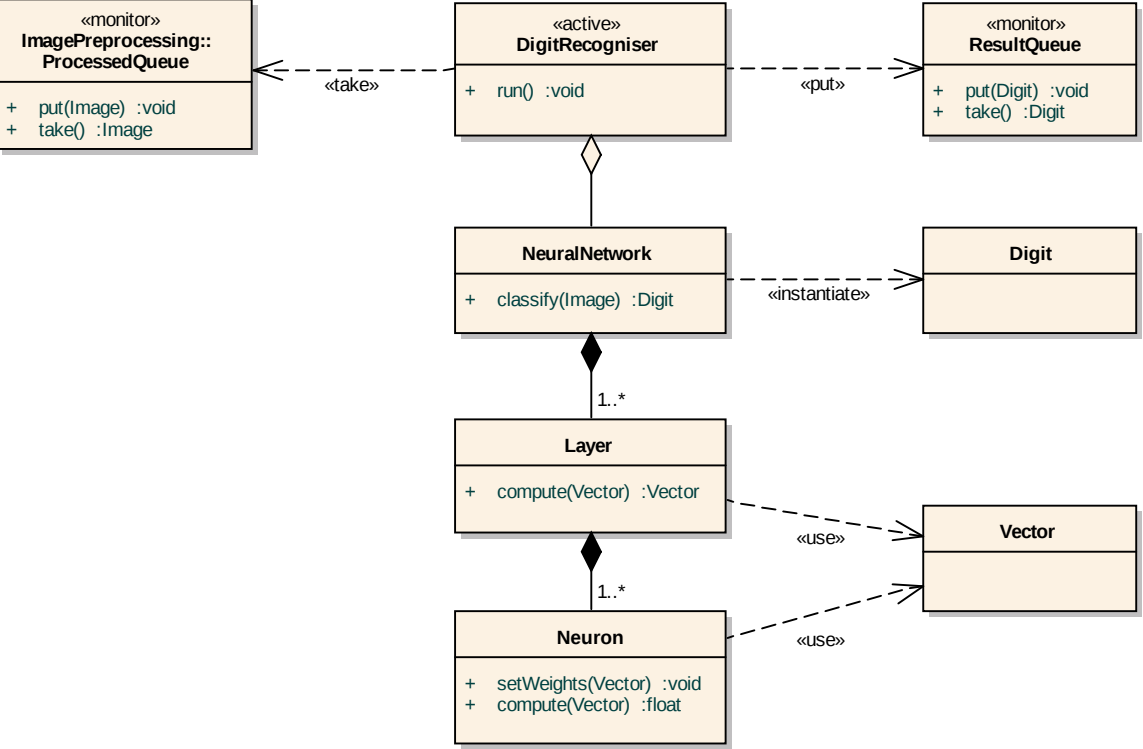 «monitor»
ImagePreprocessing::
ProcessedQueue
+ put(Image) :void
+ take() :Image
«take»
«active»
DigitRecogniser
+ run() :void
«put»
«monitor»
ResultQueue
+ put(Digit) :void
+ take() :Digit
NeuralNetwork
+ classify(Image) :Digit
«instantiate»
Digit
1..*
Layer
+ compute(Vector) :Vector
«use»
Vector
1..*
Neuron
+ setWeights(Vector) :void
+ compute(Vector) :float
«use»